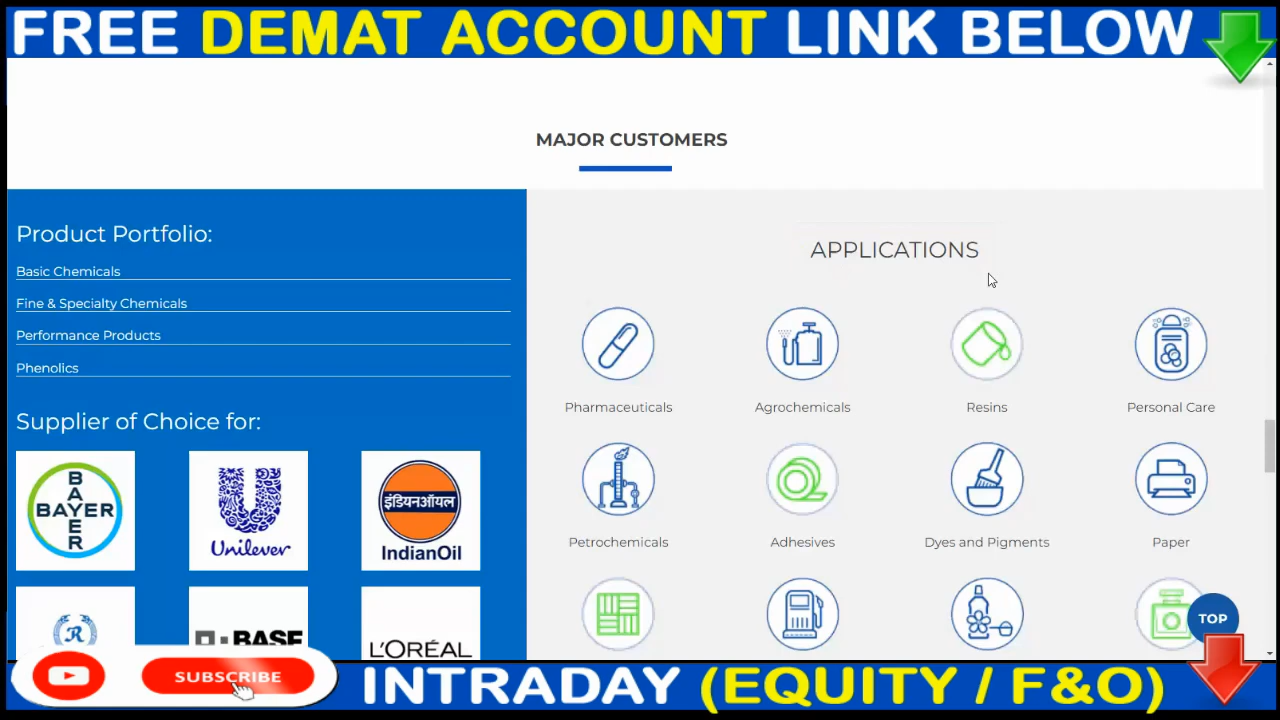 FREE DEMAT ACCOUNT LINK BELOW
MAJOR CUSTOMERS
Product Portfolio:
Basic Chemicals
Fine & Specialty Chemicals
Performance Products
Phenolics
Supplier of Choice for:
BAYER
BAYER
Unilever
इंडियनऑयल
IndianOil
R
BASF
L'ORÉAL
APPLICATIONS
Pharmaceuticals
Agrochemicals
Resins
Personal Care
Petrochemicals
Adhesives
Dyes and Pigments
Paper
TOP
SUBSCRIBE
INTRADAY (EQUITY / F&O)